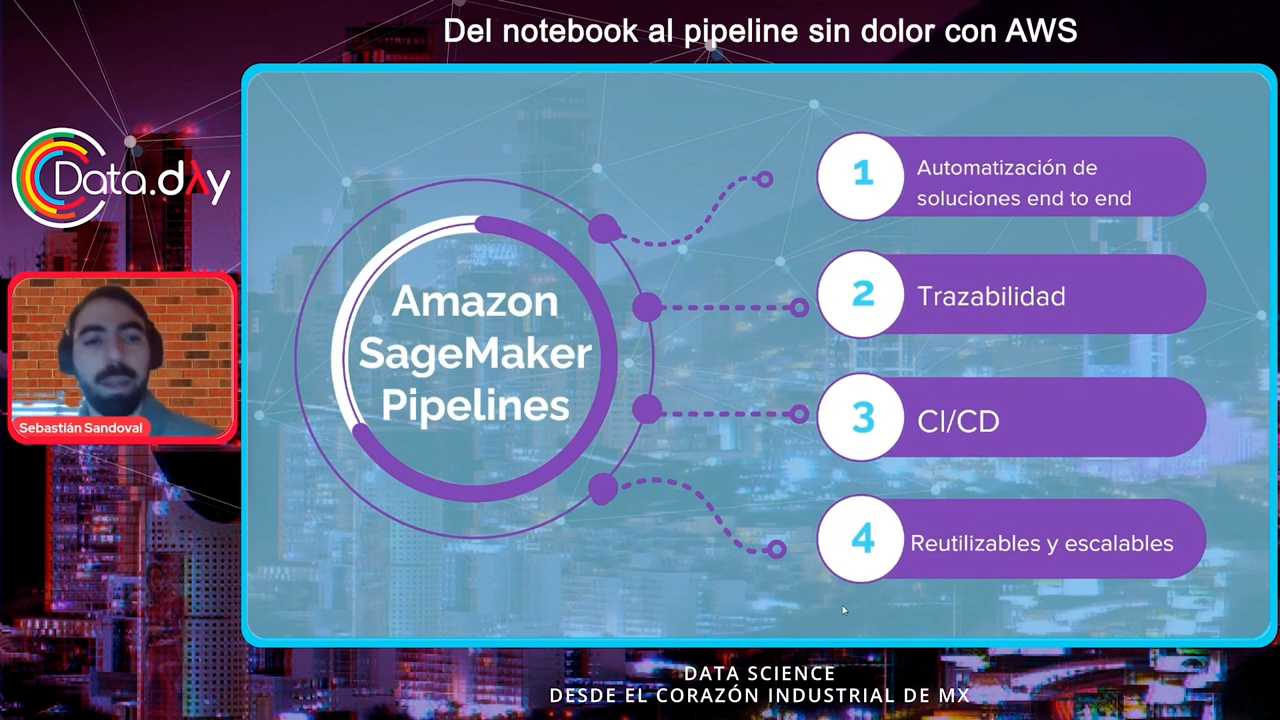 Del notebook al pipeline sin dolor con AWS
Data.dλy
Sebastián Sandoval
Amazon
SageMaker
Pipelines
1
Automatización de
soluciones end to end
2
Trazabilidad
3
CI/CD
4
Reutilizables y escalables
DATA SCIENCE
DESDE EL CORAZÓN INDUSTRIAL DE MX